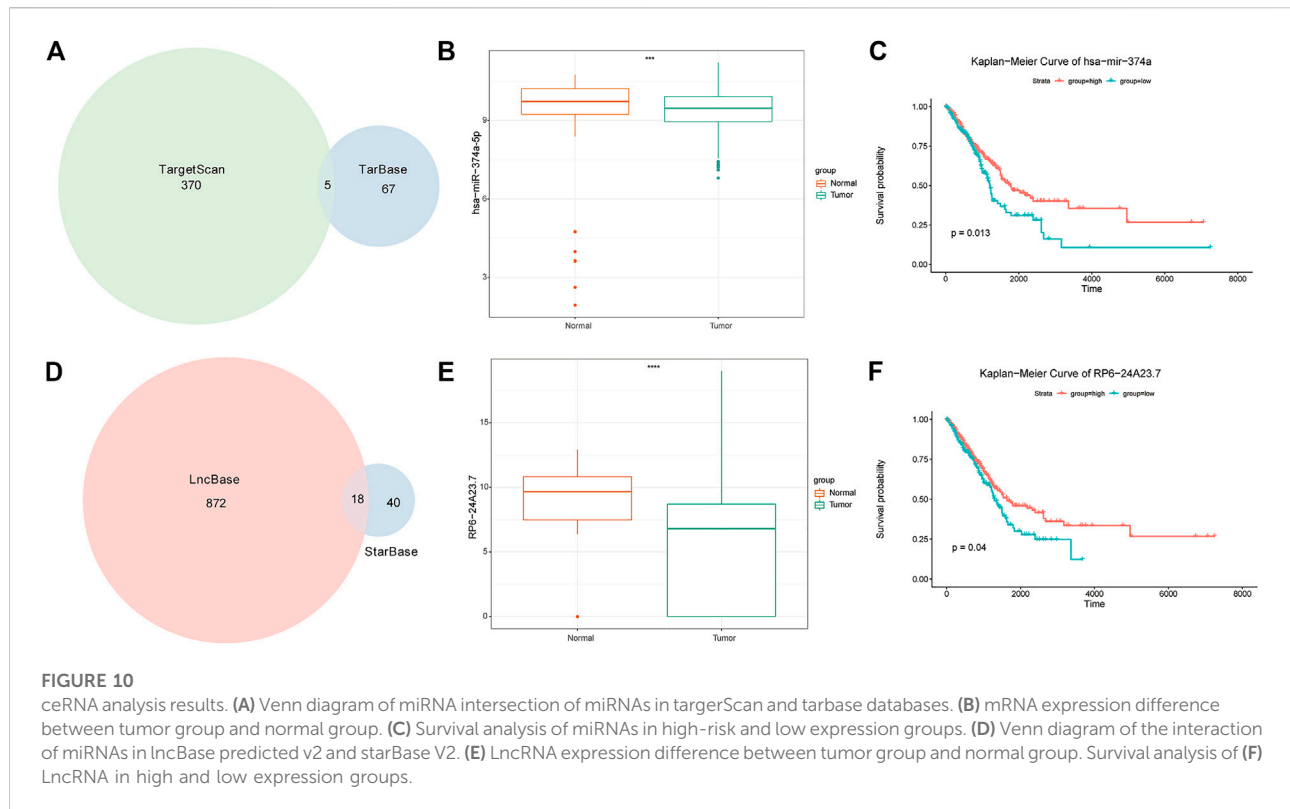 A
TargetScan
370
5
TarBase
67
B
***
hsa-miR-374a-5p
9
6
3
Normal
Tumor
group
Normal
Tumor
C
Kaplan-Meier Curve of hsa-mir-374a
Strata group=high group=low
Survival probability
1.00
0.75
0.50
0.25
0.00
p = 0.013
0 2000 4000 6000 8000
Time
D
LncBase
872
18
40
StarBase
E
****
RP6-24A23.7
15
10
5
0
Normal
Tumor
group
Normal
Tumor
F
Kaplan-Meier Curve of RP6-24A23.7
Strata group=high group=low
Survival probability
1.00
0.75
0.50
0.25
0.00
p = 0.04
0 2000 4000 6000 8000
Time
FIGURE 10
ceRNA analysis results. (A) Venn diagram of miRNA intersection of miRNAs in targerScan and tarbase databases. (B) mRNA expression difference
between tumor group and normal group. (C) Survival analysis of miRNAs in high-risk and low expression groups. (D) Venn diagram of the interaction
of miRNAs in lncBase predicted v2 and starBase V2. (E) LncRNA expression difference between tumor group and normal group. Survival analysis of (F)
LncRNA in high and low expression groups.